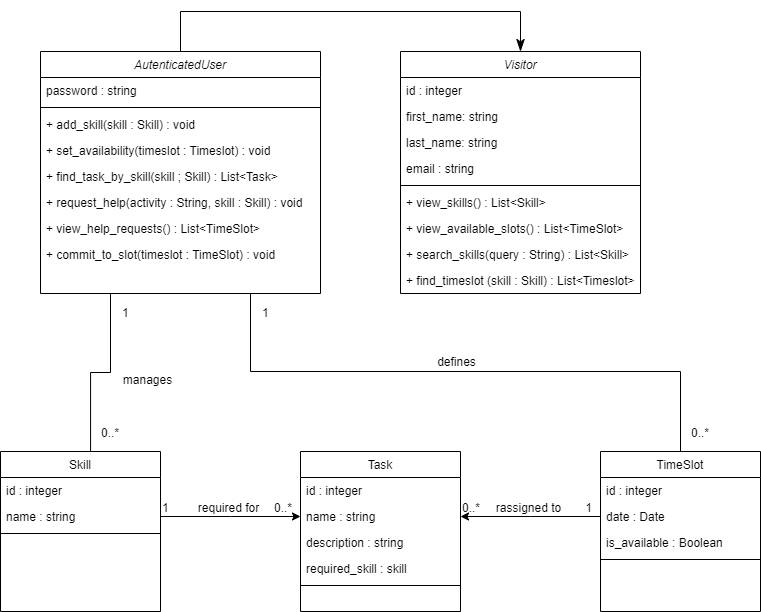 AutenticatedUser
password : string
+ add_skill(skill : Skill) : void
+ set_availability(timeslot : Timeslot) : void
+ find_task_by_skill(skill ; Skill) : List<Task>
+ request_help(activity : String, skill : Skill) : void
+ view_help_requests() : List<TimeSlot>
+ commit_to_slot(timeslot : TimeSlot) : void
Visitor
id : integer
first_name: string
last_name: string
email : string
+ view_skills() : List<Skill>
+ view_available_slots() : List<TimeSlot>
+ search_skills(query : String) : List<Skill>
+ find_timeslot (skill : Skill) : List<Timeslot>
1
1
manages
defines
0..*
0..*
Skill
id : integer
name : string
1
required for
0..*
Task
id : integer
name : string
description : string
required_skill : skill
0..*
rassigned to
1
TimeSlot
id : integer
date : Date
is_available : Boolean